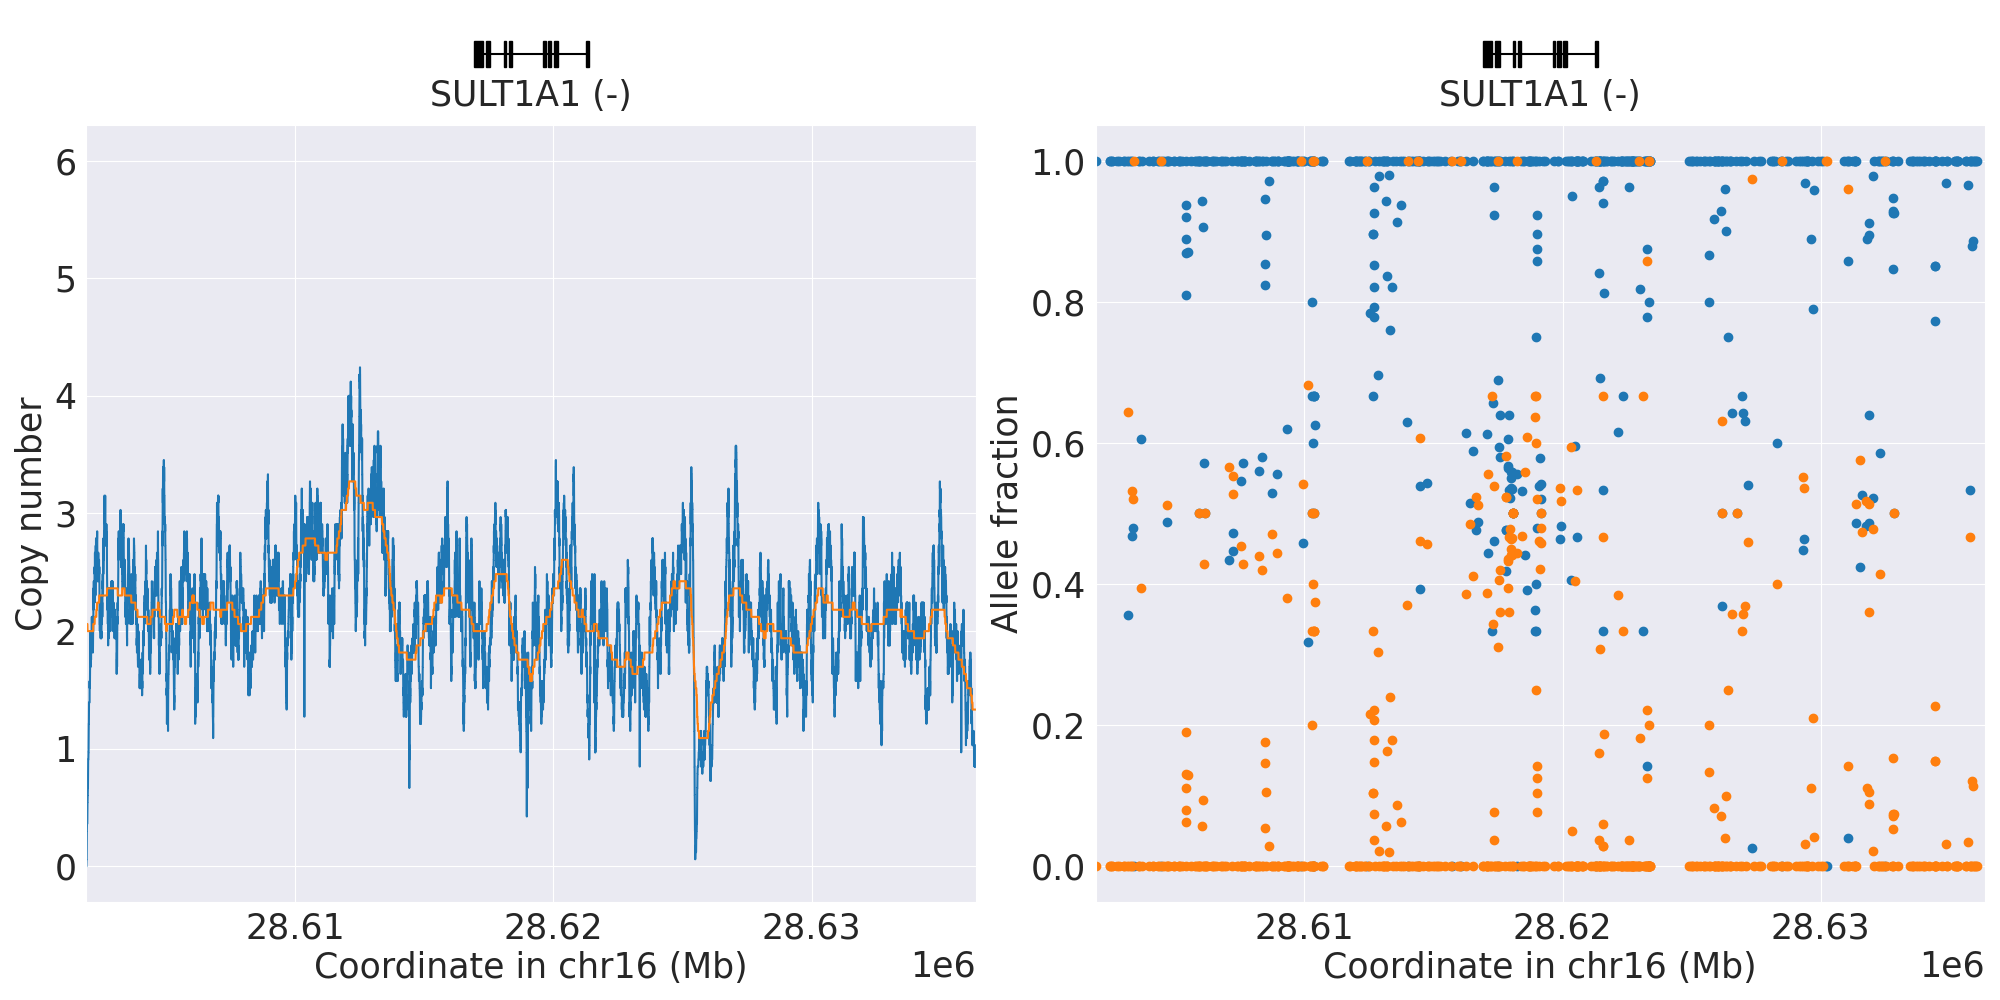 SULT1A1 (-)
6
5
4
3
2
1
0
Copy number
28.61
28.62
28.63
Coordinate in chr16 (Mb)
1e6
SULT1A1 (-)
1.0
0.8
0.6
0.4
0.2
0.0
Allele fraction
28.61
28.62
28.63
Coordinate in chr16 (Mb)
1e6